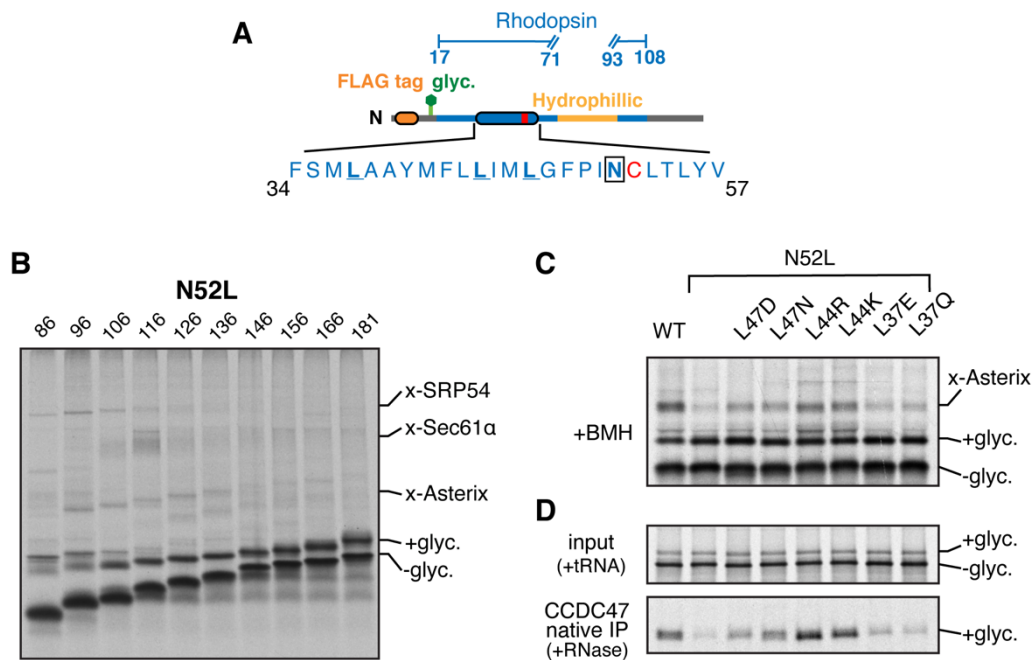 A
Rhodopsin
17 71 93 108
FLAG tag glyc.
Hydrophillic
N
FSMLAAYMFLLIMLGFPINCLTLYV
34 57
B
N52L
86 96 106 116 126 136 146 156 166 181
x-SRP54
x-Sec61α
x-Asterix
+glyc.
-glyc.
C
N52L
WT L47D L47N L44R L44K L37E L37Q
x-Asterix
+BMH
+glyc.
-glyc.
D
input
(+tRNA)
+glyc.
-glyc.
CCDC47
native IP
(+RNase)
+glyc.